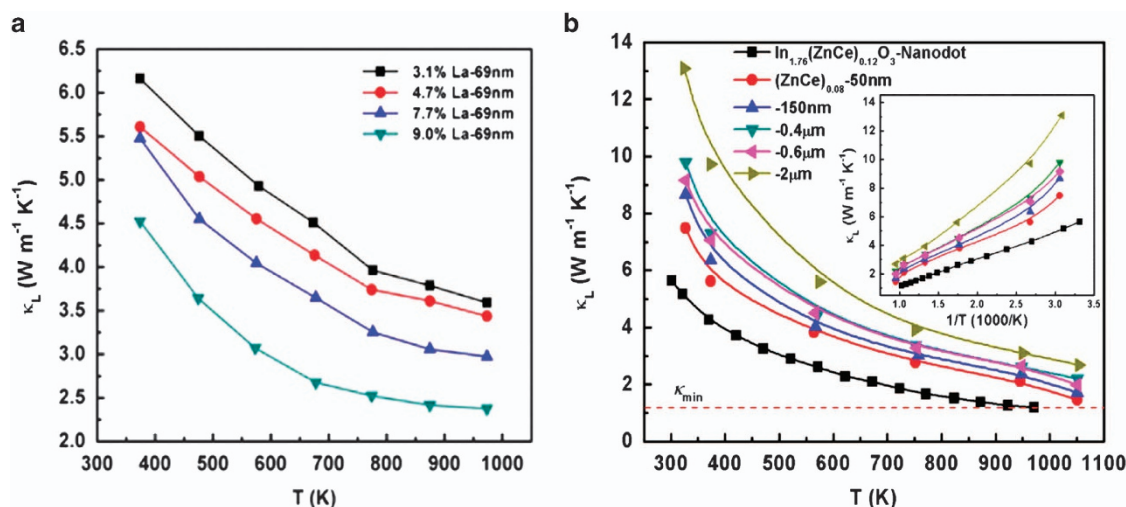 a
6.5
6.0
5.5
5.0
4.5
4.0
3.5
3.0
2.5
2.0
κL (W m-1 K-1)
3.1% La-69nm
4.7% La-69nm
7.7% La-69nm
9.0% La-69nm
300 400 500 600 700 800 900 1000
T (K)
b
14
12
10
8
6
4
2
0
κL (W m-1 K-1)
In1.76(ZnCe)0.12O3-Nanodot
(ZnCe)0.08-50nm
-150nm
-0.4μm
-0.6μm
-2μm
κmin
14
12
10
8
6
4
2
κL (W m-1 K-1)
1.0 1.5 2.0 2.5 3.0 3.5
1/T (1000/K)
300 400 500 600 700 800 900 1000 1100
T (K)